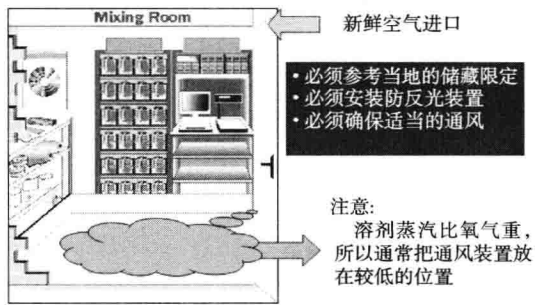 Mixing Room
新鲜空气进口
·必须参考当地的储藏限定
·必须安装防反光装置
·必须确保适当的通风
注意:
溶剂蒸汽比氧气重，
所以通常把通风装置放
在较低的位置